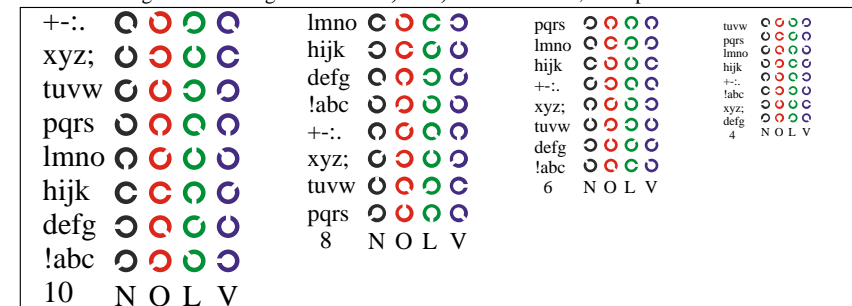 +-:.
xyz;
tuvw
pqrs
lmno
hijk
defg
!abc
10 N O L V
lmno
hijk
defg
!abc
+-:.
xyz;
tuvw
pqrs
8 N O L V
pqrs
lmno
hijk
+-:.
xyz;
tuvw
defg
!abc
6 N O L V
tuvw
pqrs
lmno
hijk
+-:.
!abc
xyz;
defg
4 N O L V